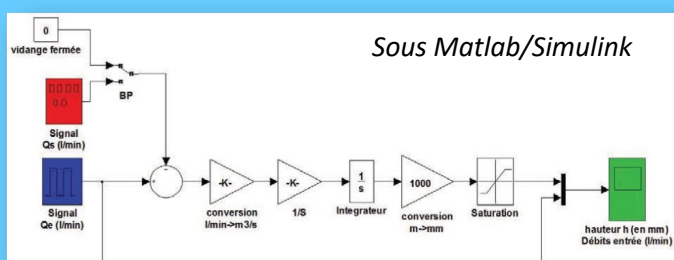 Sous Matlab/Simulink
0
vidange fermée
BP
Signal
Qs (l/min)
Signal
Qe (l/min)
-K-
conversion
l/min->m3/s
-K-
1/S
1
s
Integrateur
1000
conversion
m->mm
Saturation
hauteur h (en mm)
Débits entrée (l/min)